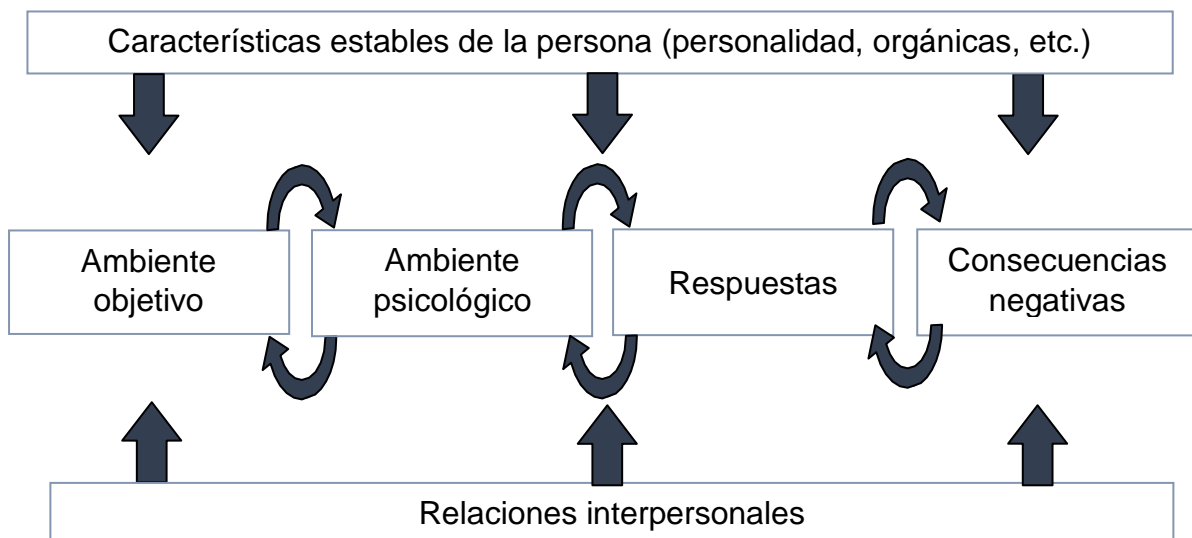 Características estables de la persona (personalidad, orgánicas, etc.)
Ambiente
objetivo
Ambiente
psicológico
Respuestas
Consecuencias
negativas
Relaciones interpersonales